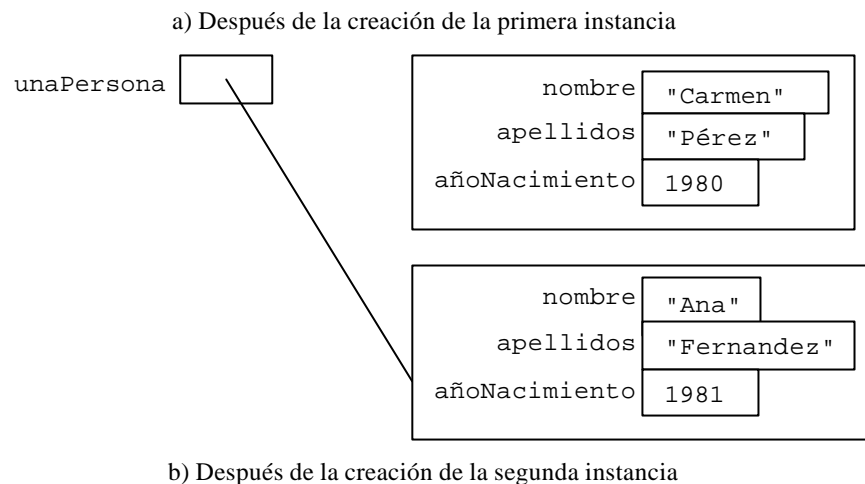 a) Después de la creación de la primera instancia
unaPersona
nombre "Carmen"
apellidos "Pérez"
añoNacimiento 1980
nombre "Ana"
apellidos "Fernandez"
añoNacimiento 1981
b) Después de la creación de la segunda instancia